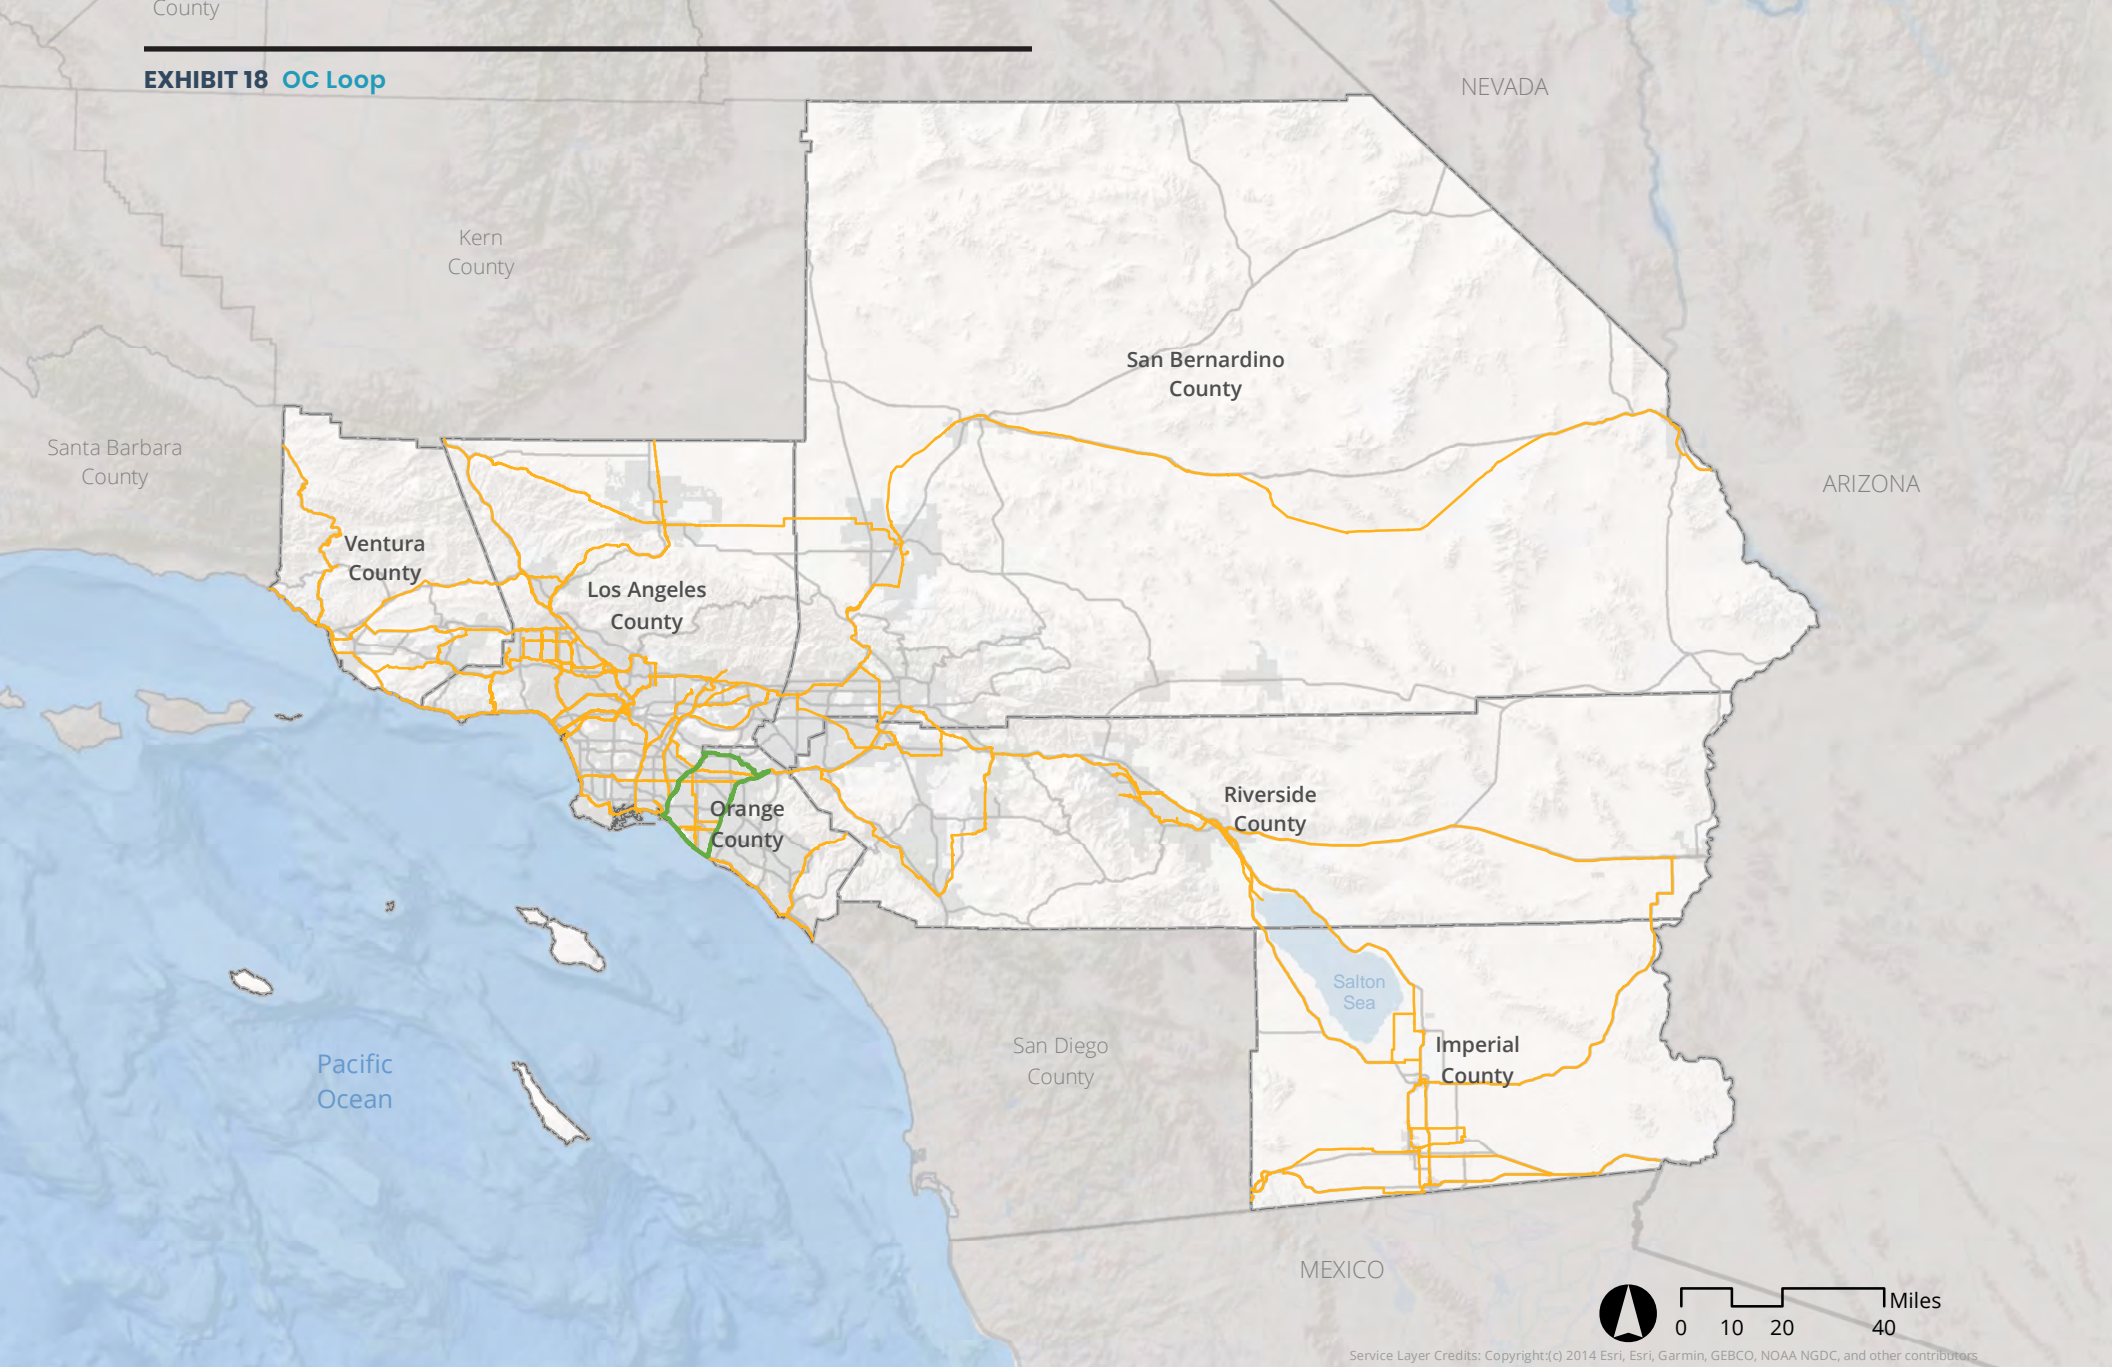 County
EXHIBIT 18 OC Loop
NEVADA
Kern
County
San Bernardino
County
Santa Barbara
County
ARIZONA
Ventura
County
Los Angeles
County
Riverside
County
Orange
County
Salton
Sea
Imperial
County
San Diego
County
Pacific
Ocean
MEXICO
Miles
0 10 20 40
Service Layer Credits: Copyright:(c) 2014 Esri, Esri, Garmin, GEBCO, NOAA NGDC, and other contributors